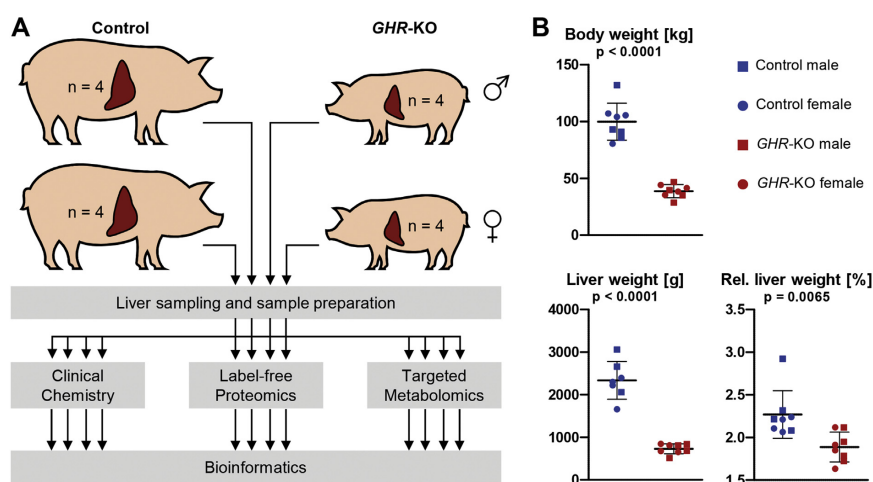 A
Control
GHR-KO
n = 4
n = 4
♂
n = 4
n = 4
♀
Liver sampling and sample preparation
Clinical
Chemistry
Label-free
Proteomics
Targeted
Metabolomics
Bioinformatics
B
Body weight [kg]
p < 0.0001
150
100
50
0
Control male
Control female
GHR-KO male
GHR-KO female
Liver weight [g]
p < 0.0001
4000
3000
2000
1000
0
Rel. liver weight [%]
p = 0.0065
3.5
3.0
2.5
2.0
1.5